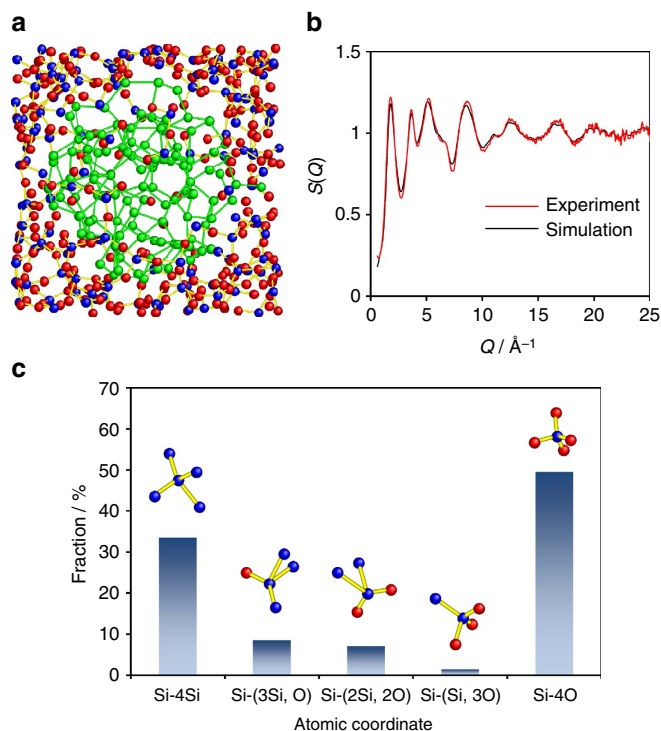 a
b
1.5
1
0.5
0
S(Q)
Experiment
Simulation
0 5 10 15 20 25
Q / Å–1
c
70
60
50
40
30
20
10
0
Fraction / %
Si-4Si Si-(3Si, O) Si-(2Si, 2O) Si-(Si, 3O) Si-4O
Atomic coordinate